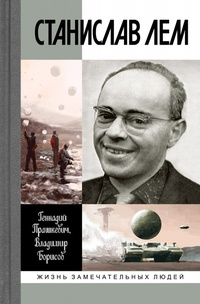 СТАНИСЛАВ ЛЕМ
Геннадий
Прашкевич,
Владимир
Борисов
ЖИЗНЬ ЗАМЕЧАТЕЛЬНЫХ ЛЮДЕЙ